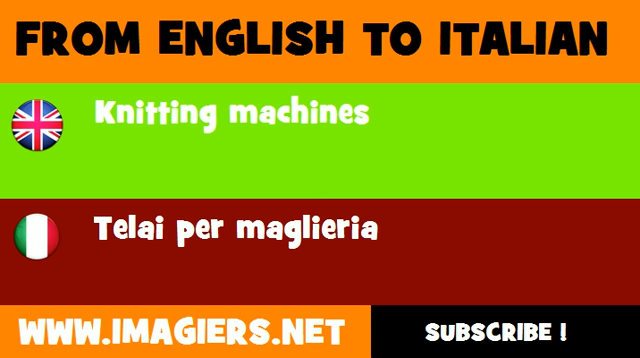 FROM ENGLISH TO ITALIAN
Knitting machines
Telai per maglieria
WWW.IMAGIERS.NET
SUBSCRIBE !